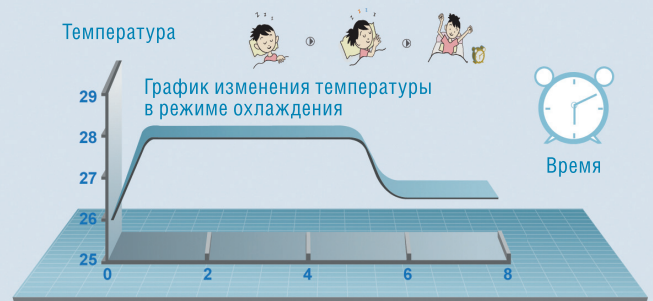 z z z
z z z
Температура
График изменения температуры
в режиме охлаждения
29
28
27
26
25
0 2 4 6 8
Время